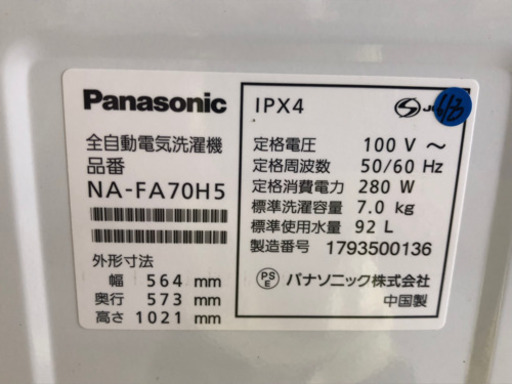 Panasonic
全自動電気洗濯機
品番
NA-FA70H5
外形寸法
幅 564 mm
奥行 573 mm
高さ 1021 mm
IPX4
定格電圧 100 V ～
定格周波数 50/60 Hz
定格消費電力 280 W
標準洗濯容量 7.0 kg
標準使用水量 92 L
製造番号 1793500136
PS E パナソニック株式会社
中国製